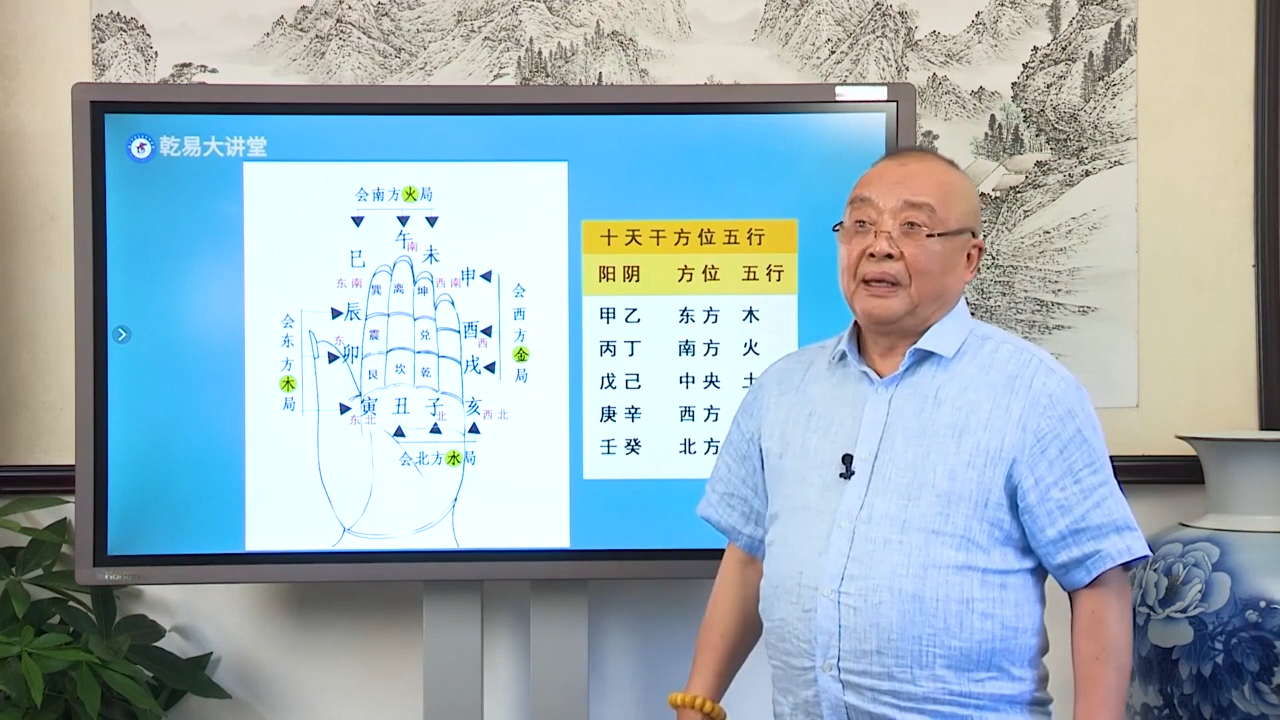 乾易大讲堂
会南方火局
午
南
巳
未
申
东南
巽
离
坤
西南
辰
酉
东
震
兑
西
卯
戌
艮
坎
乾
寅
丑
子
亥
东北
北
西北
会北方水局
会东方木局
会西方金局
十天干方位五行
阳阴 方位 五行
甲乙 东方 木
丙丁 南方 火
戊己 中央 土
庚辛 西方
壬癸 北方